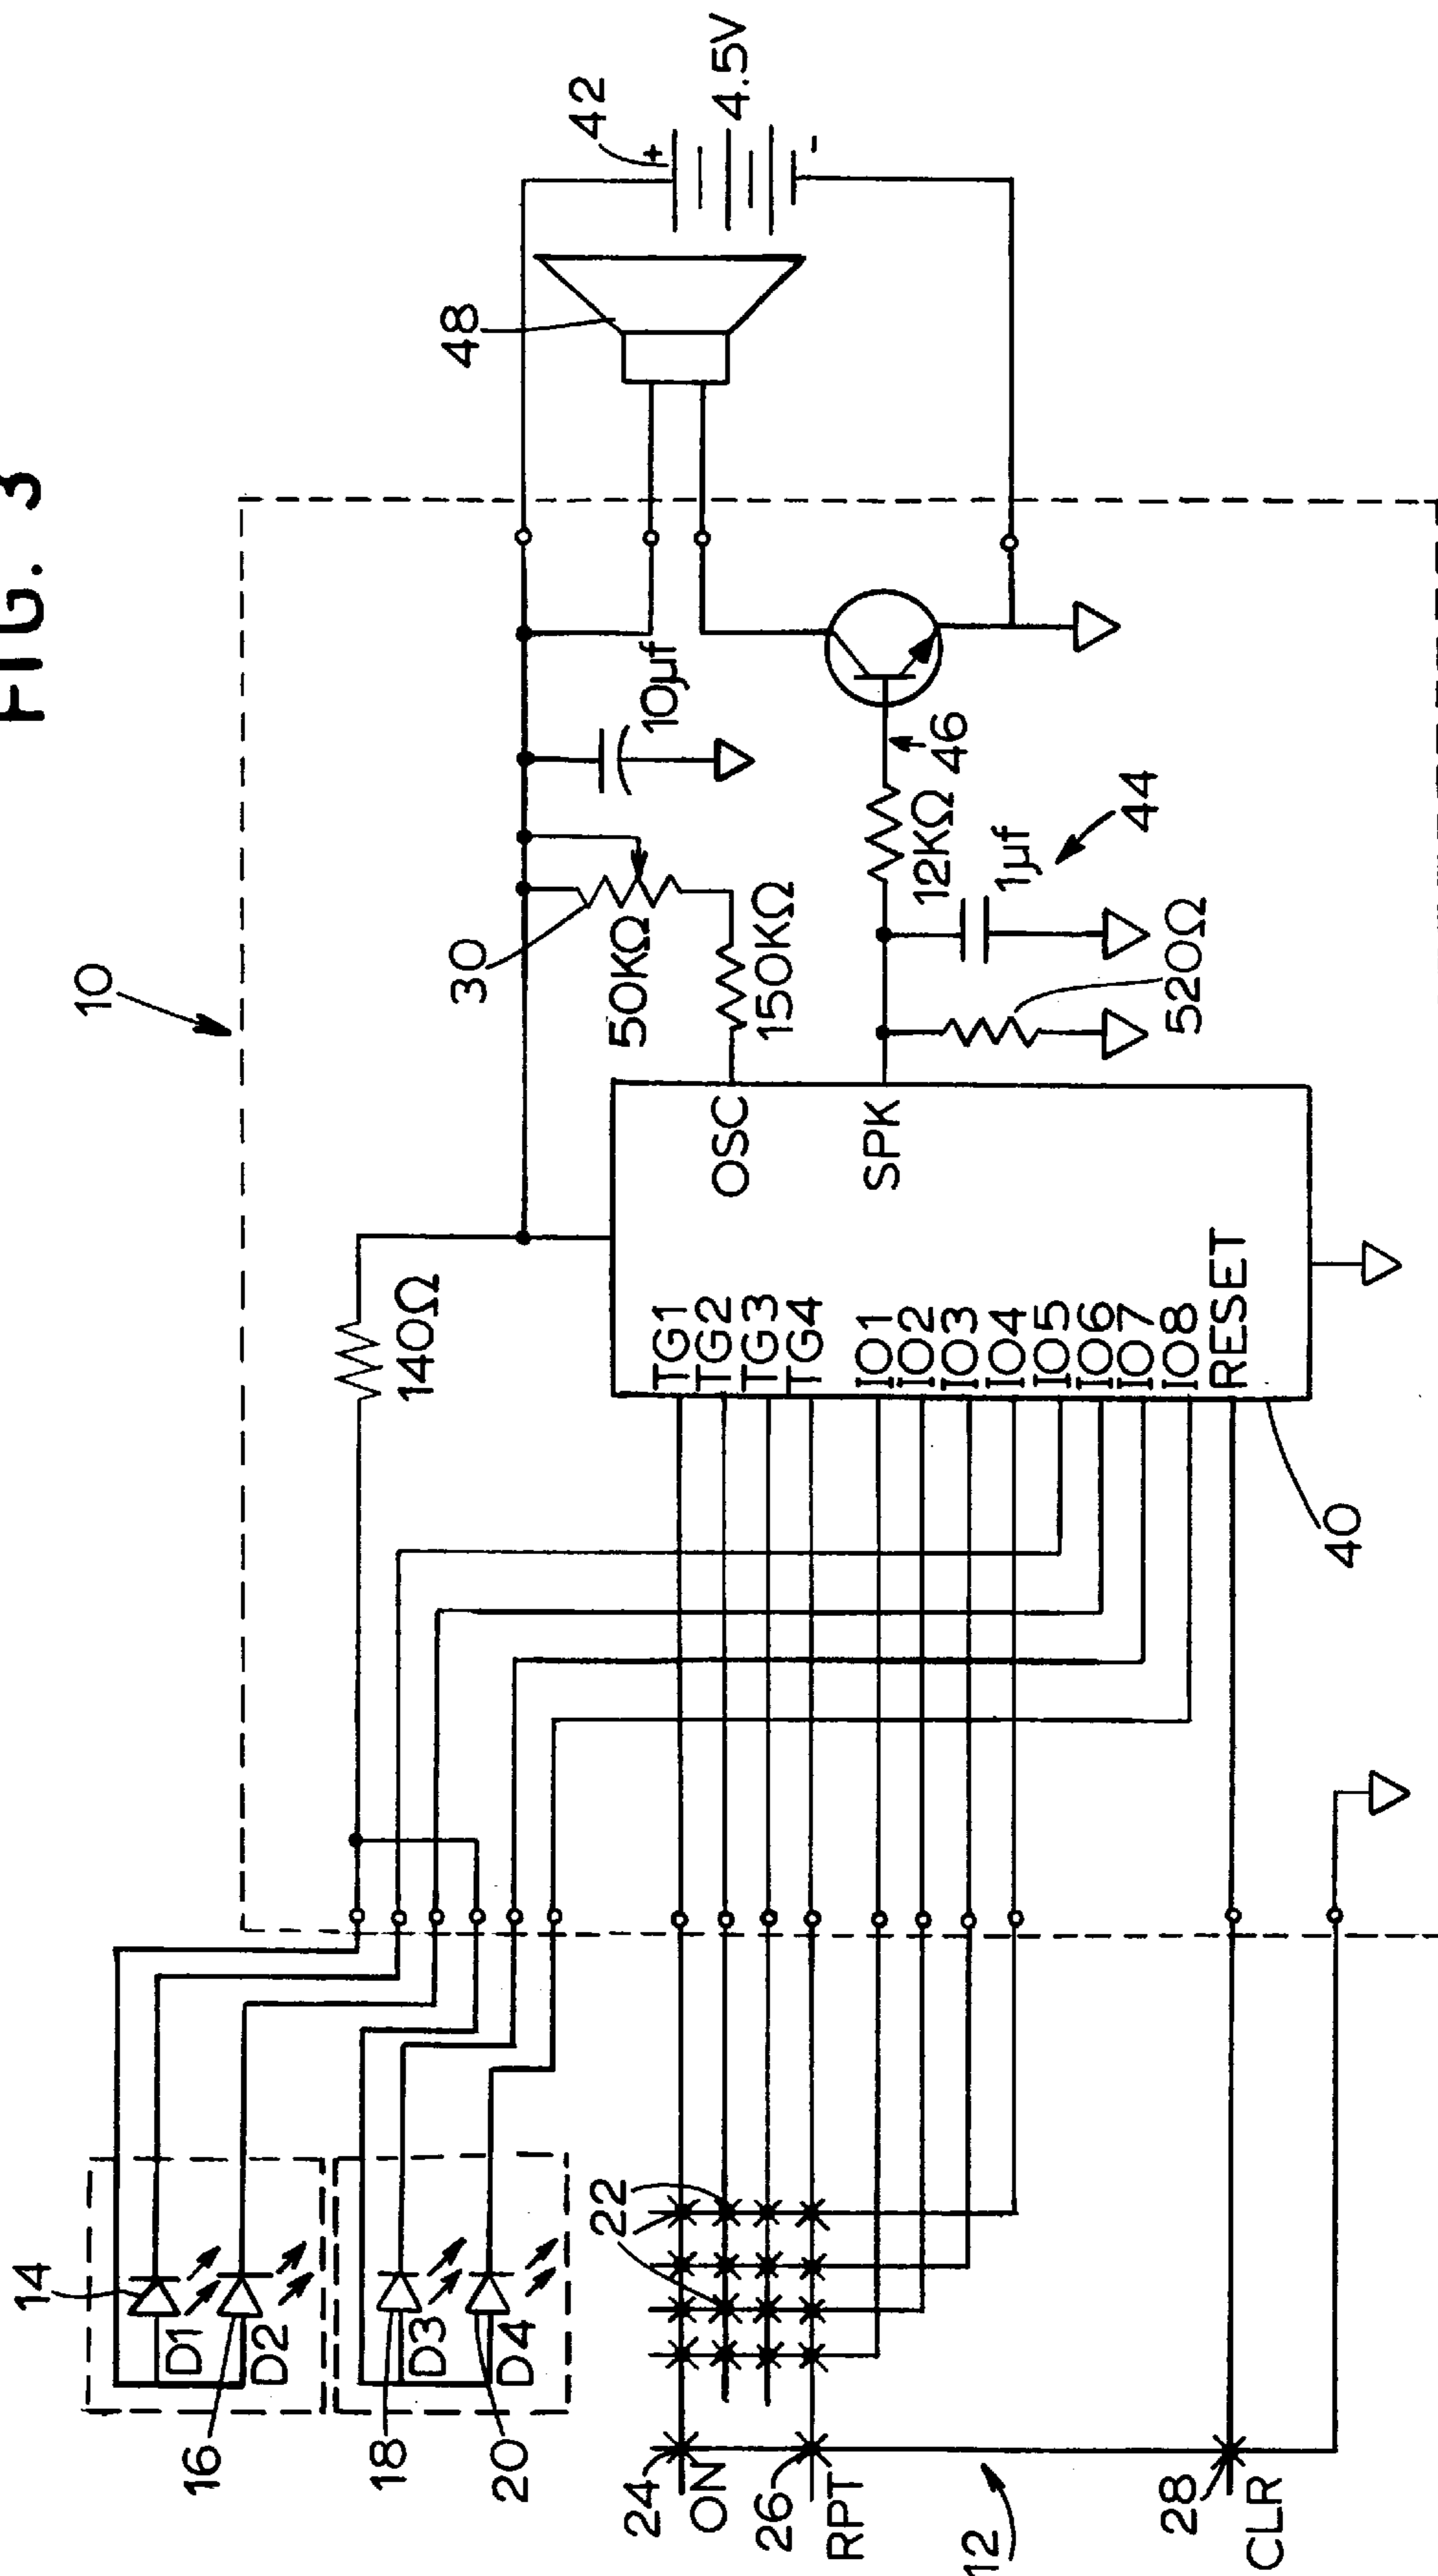 FIG. 3
10
14
D1
16
D2
18
D3
20
D4
140Ω
30
50KΩ
150KΩ
10µf
48
42
+
4.5V
-
OSC
SPK
TG1
TG2
TG3
TG4
IO1
IO2
IO3
IO4
IO5
IO6
IO7
IO8
RESET
40
12KΩ
46
1µf
44
520Ω
22
24
ON
26
RPT
28
CLR
12